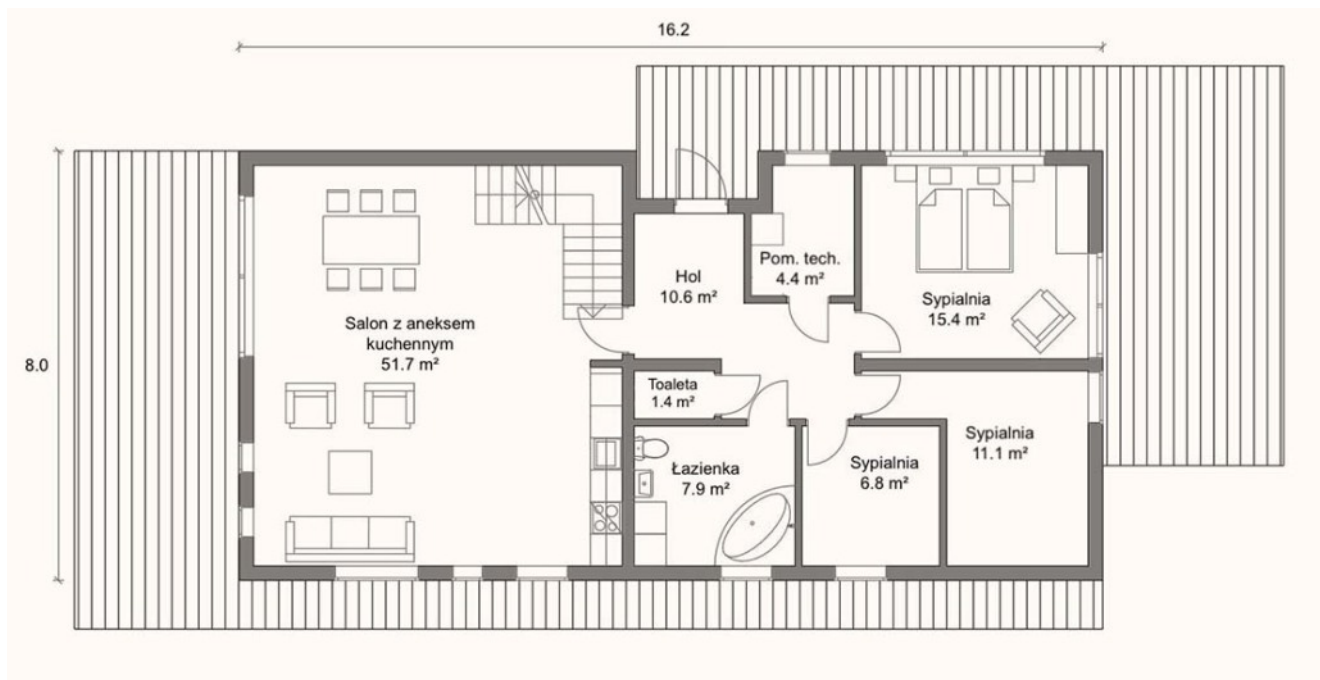 16.2
8.0
Salon z aneksem
kuchennym
51.7 m²
Hol
10.6 m²
Pom. tech.
4.4 m²
Sypialnia
15.4 m²
Toaleta
1.4 m²
Łazienka
7.9 m²
Sypialnia
6.8 m²
Sypialnia
11.1 m²